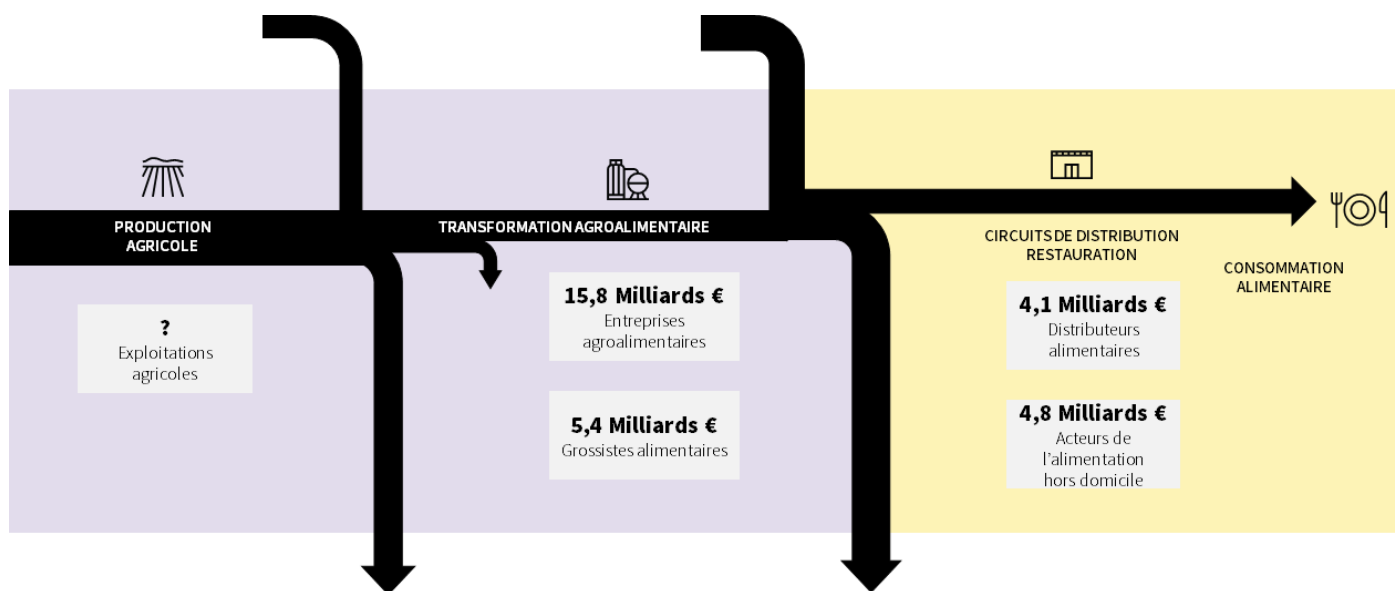 PRODUCTION
AGRICOLE
?
Exploitations
agricoles
TRANSFORMATION AGROALIMENTAIRE
15,8 Milliards €
Entreprises
agroalimentaires
5,4 Milliards €
Grossistes alimentaires
CIRCUITS DE DISTRIBUTION
RESTAURATION
4,1 Milliards €
Distributeurs
alimentaires
4,8 Milliards €
Acteurs de
l'alimentation
hors domicile
CONSOMMATION
ALIMENTAIRE